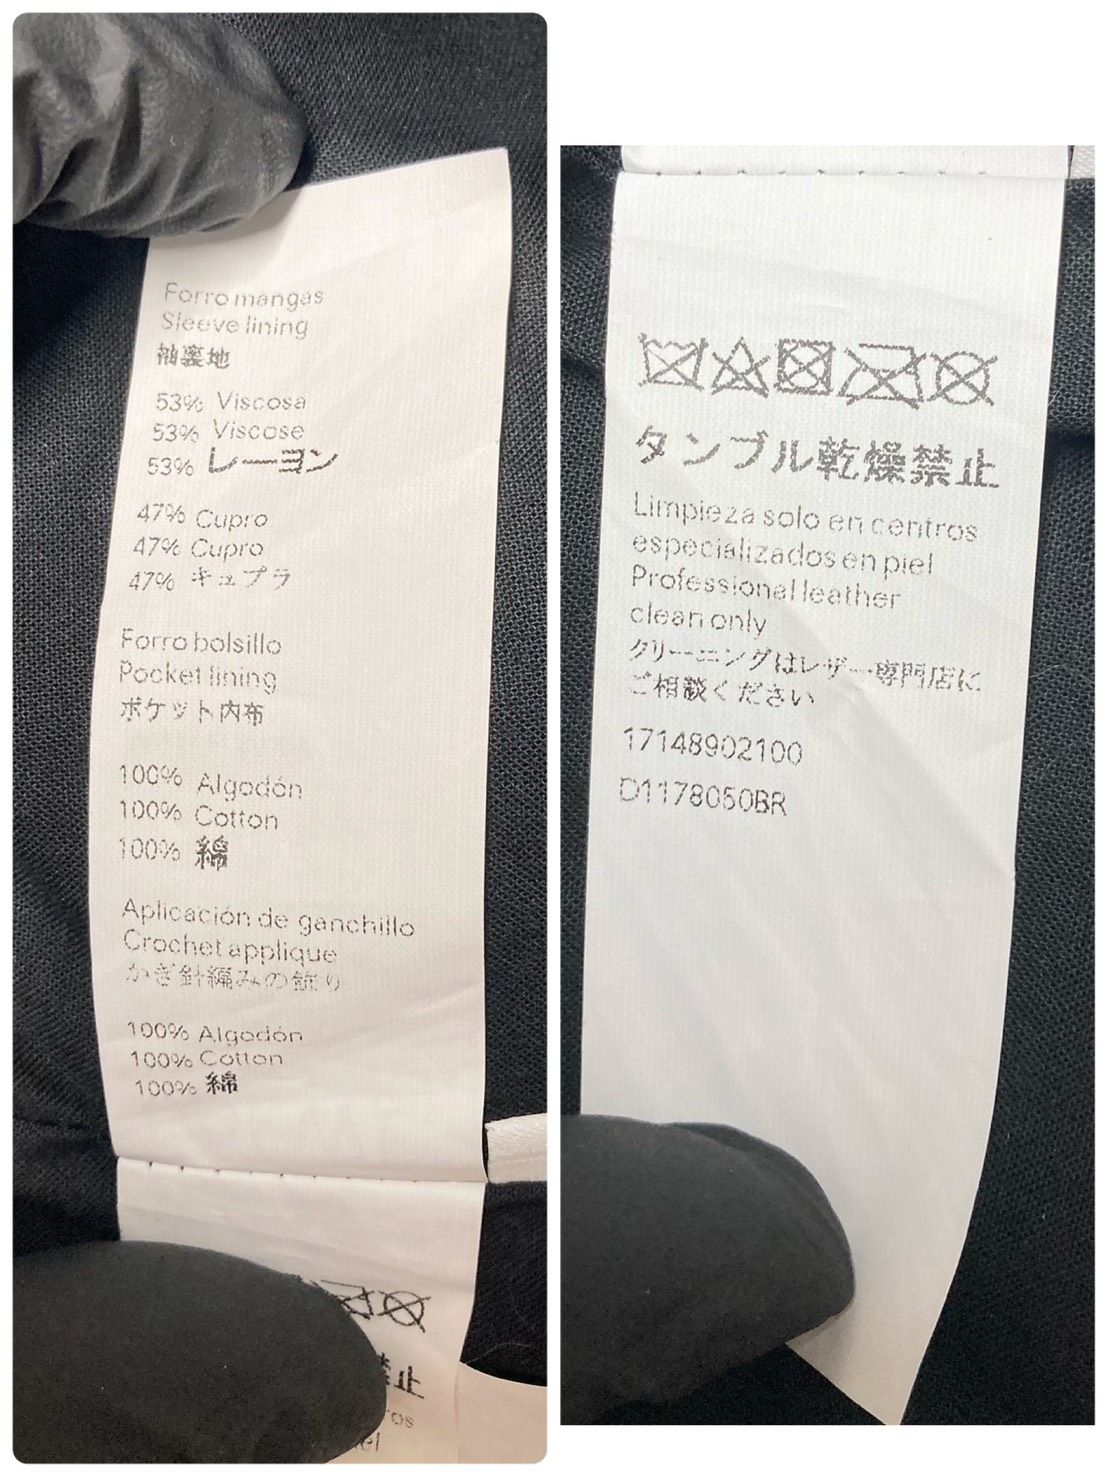 Forro mangas
Sleeve lining
袖裏地
53% Viscosa
53% Viscose
53% レーヨン
47% Cupro
47% Cupro
47% キュプラ
Forro bolsillo
Pocket lining
ポケット内布
100% Algodón
100% Cotton
100% 綿
Aplicación de ganchillo
Crochet applique
かぎ針編みの飾り
100% Algodón
100% Cotton
100% 綿
禁止
ros
iel
タンブル乾燥禁止
Limpieza solo en centros
especializados en piel
Professional leather
clean only
クリーニングはレザー専門店に
ご相談ください
17148902100
D1178050BR